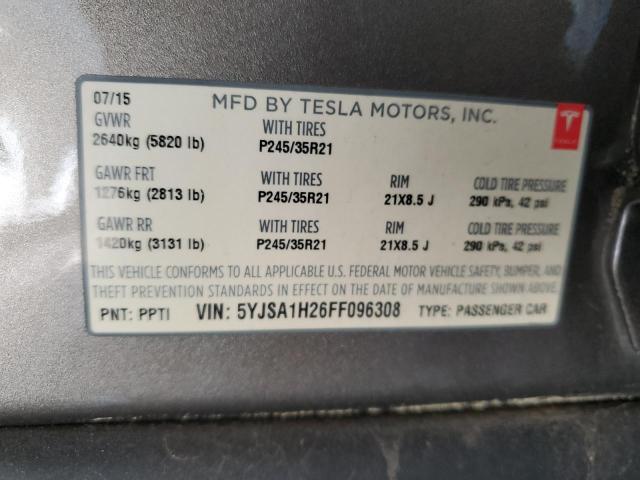 07/15 MFD BY TESLA MOTORS, INC.
GVWR WITH TIRES
2640kg (5820 lb) P245/35R21
GAWR FRT WITH TIRES RIM COLD TIRE PRESSURE
1276kg (2813 lb) P245/35R21 21X8.5 J 290 kPa, 42 psi
GAWR RR WITH TIRES RIM COLD TIRE PRESSURE
1420kg (3131 lb) P245/35R21 21X8.5 J 290 kPa, 42 psi
THIS VEHICLE CONFORMS TO ALL APPLICABLE U.S. FEDERAL MOTOR VEHICLE SAFETY, BUMPER, AND
THEFT PREVENTION STANDARDS IN EFFECT ON THE DATE OF MANUFACTURE SHOWN ABOVE.
PNT: PPTI VIN: 5YJSA1H26FF096308 TYPE: PASSENGER CAR